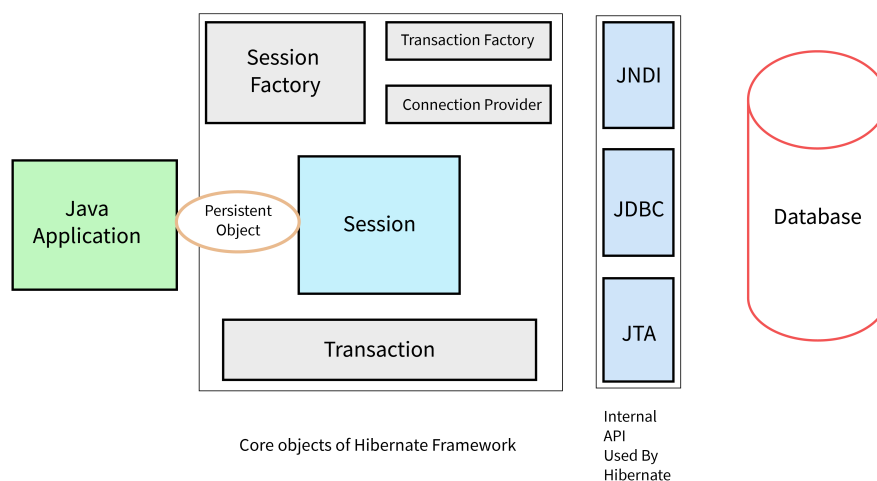 Session
Factory
Transaction Factory
Connection Provider
JNDI
Java
Application
Persistent
Object
Session
JDBC
Database
Transaction
JTA
Core objects of Hibernate Framework
Internal
API
Used By
Hibernate